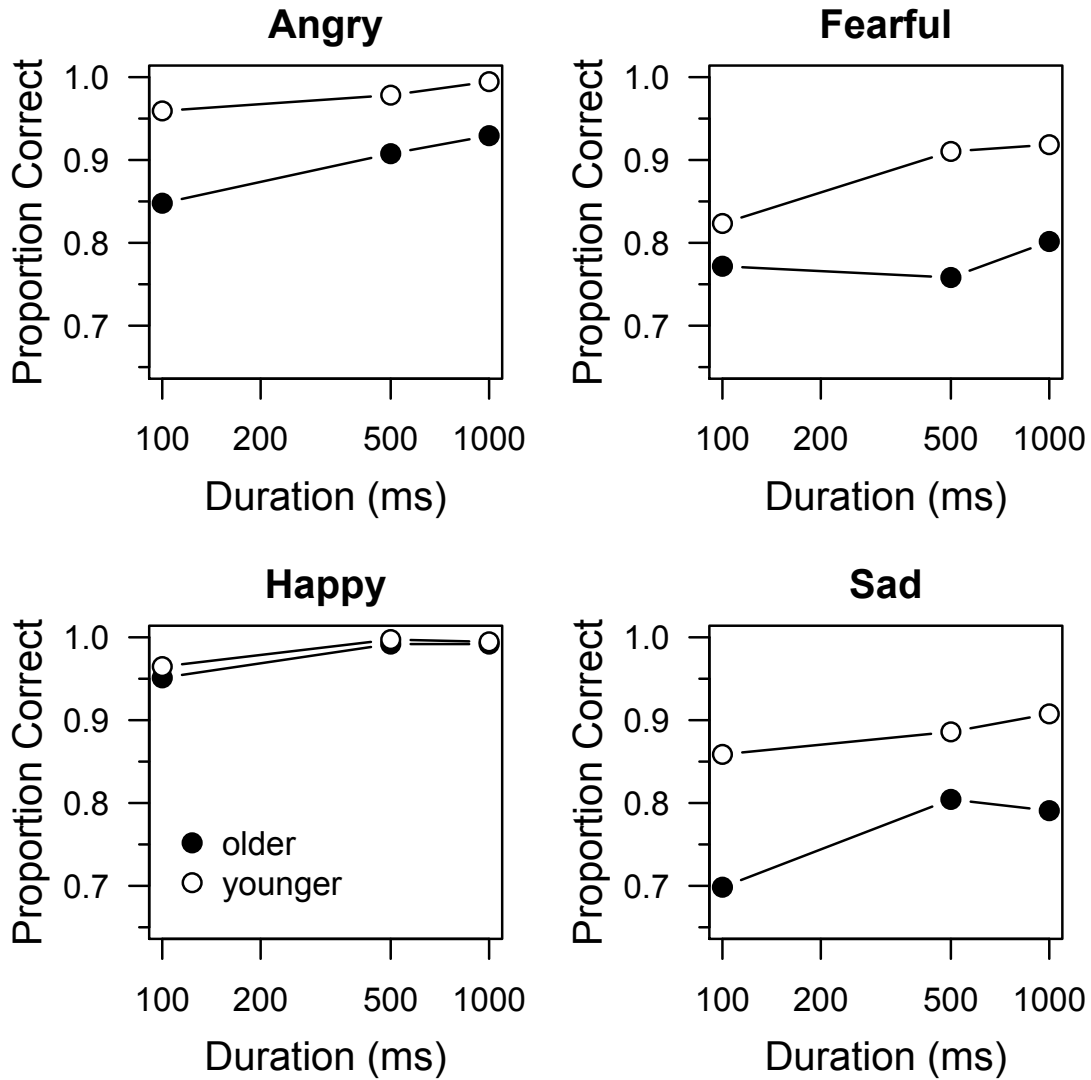 Angry
Proportion Correct
1.0
0.9
0.8
0.7
100 200 500 1000
Duration (ms)
Fearful
Proportion Correct
1.0
0.9
0.8
0.7
100 200 500 1000
Duration (ms)
Happy
Proportion Correct
1.0
0.9
0.8
0.7
older
younger
100 200 500 1000
Duration (ms)
Sad
Proportion Correct
1.0
0.9
0.8
0.7
100 200 500 1000
Duration (ms)